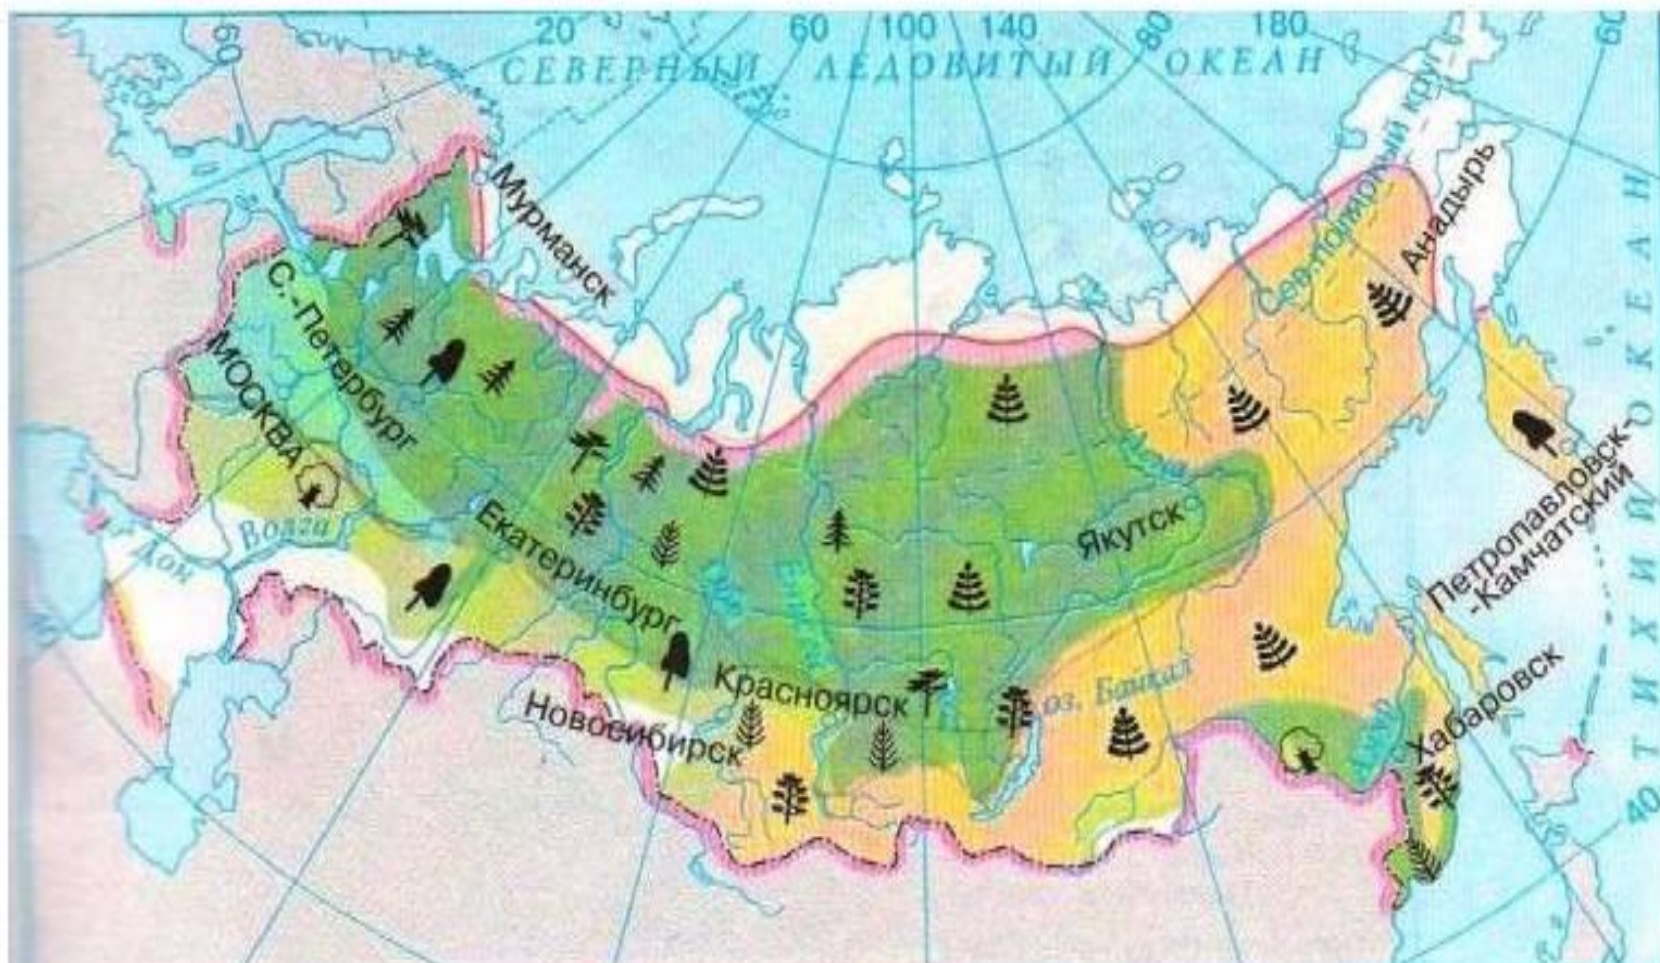 60
20
60
100
140
80
180
60
СЕВЕРНЫЙ ЛЕДОВИТЫЙ ОКЕАН
Мурманск
Анадырь
С.-Петербург
МОСКВА
Волга
Дон
Екатеринбург
Якутск
Красноярск
Новосибирск
оз. Байкал
Петропавловск-
-Камчатский
Хабаровск
ТИХИЙ ОКЕАН
40